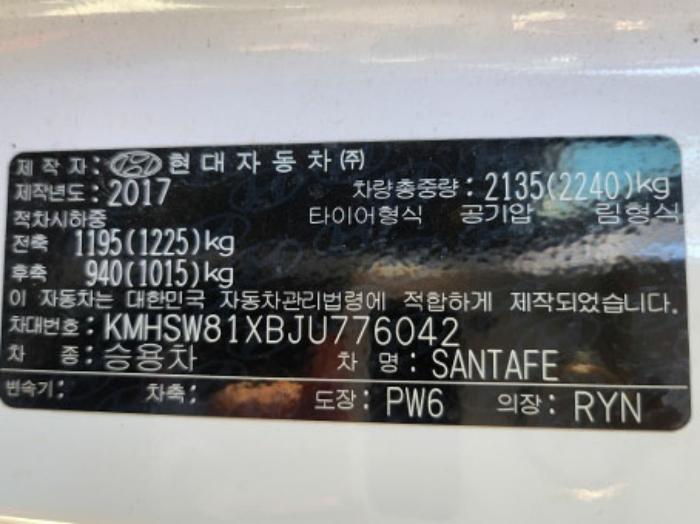 제 작 자: 현대자동차㈜
제작년도: 2017 차량총중량: 2135(2240)kg
적차시하중 타이어형식 공기압 림형식
전축 1195(1225)kg
후축 940(1015)kg
이 자동차는 대한민국 자동차관리법령에 적합하게 제작되었습니다.
차대번호: KMHSW81XBJU776042
차 종: 승용차 차 명: SANTAFE
변속기: 차축: 도장: PW6 의장: RYN